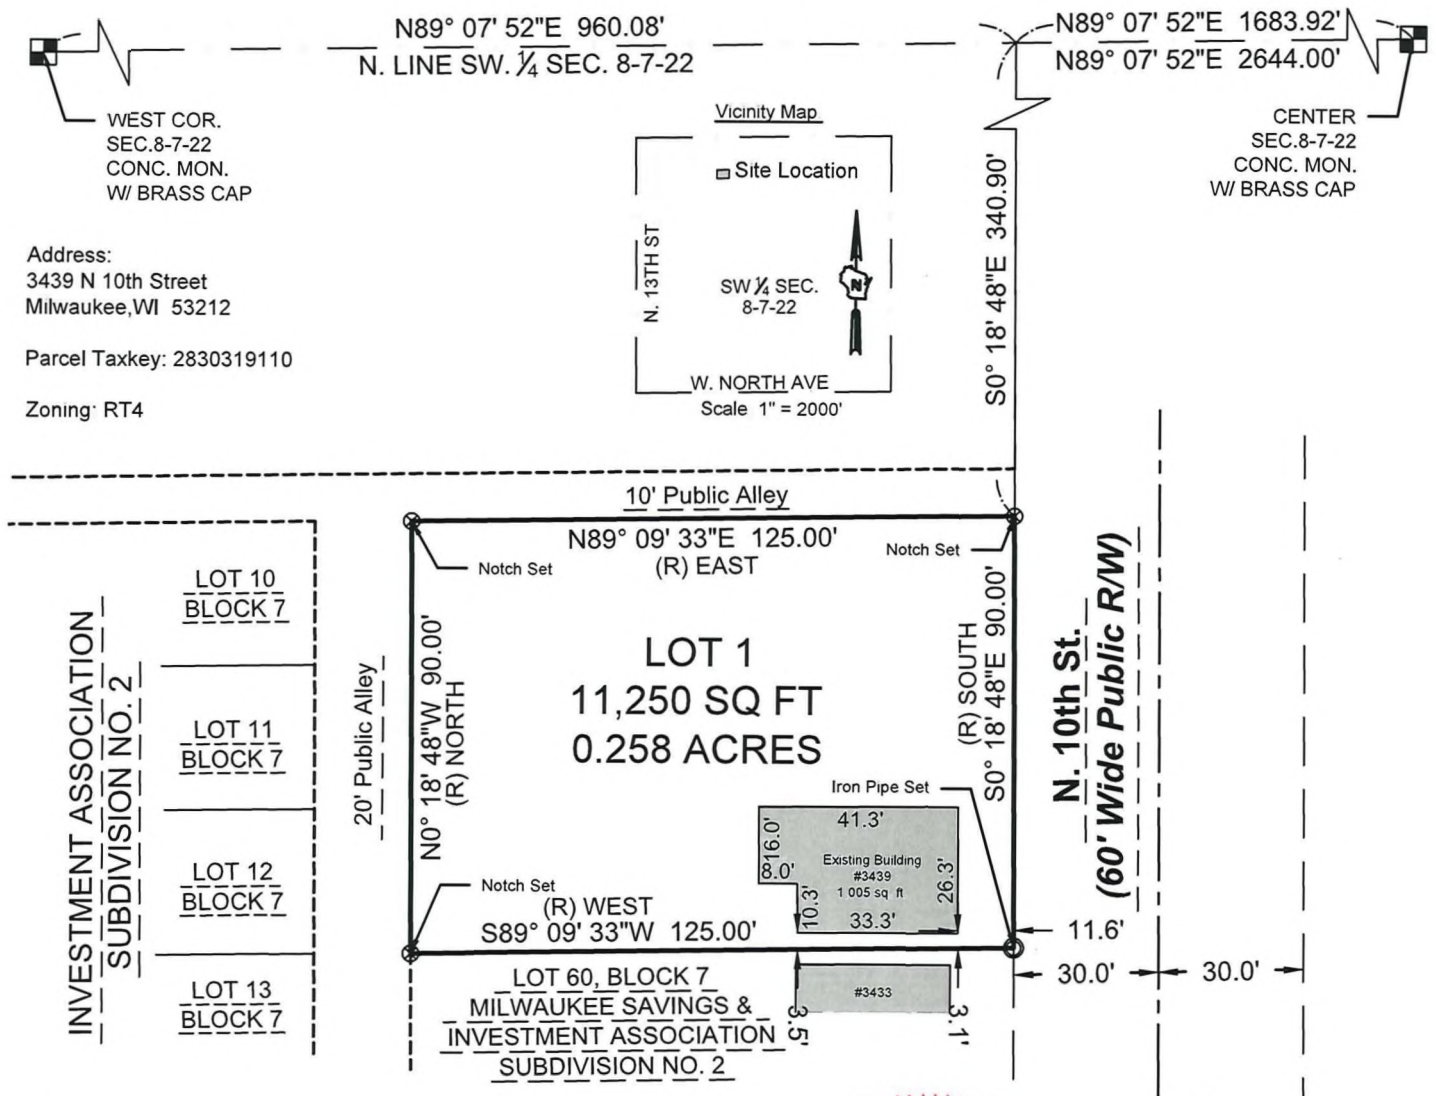 N89° 07' 52"E 960.08'
N. LINE SW. ¼ SEC. 8-7-22
N89° 07' 52"E 1683.92'
N89° 07' 52"E 2644.00'
WEST COR.
SEC.8-7-22
CONC. MON.
W/ BRASS CAP
CENTER
SEC.8-7-22
CONC. MON.
W/ BRASS CAP
Vicinity Map
Site Location
N. 13TH ST
SW ¼ SEC.
8-7-22
N
W. NORTH AVE
Scale 1" = 2000'
S0° 18' 48"E 340.90'
Address:
3439 N 10th Street
Milwaukee,WI 53212
Parcel Taxkey: 2830319110
Zoning: RT4
10' Public Alley
N89° 09' 33"E 125.00'
(R) EAST
Notch Set
Notch Set
LOT 10
BLOCK 7
LOT 11
BLOCK 7
LOT 12
BLOCK 7
LOT 13
BLOCK 7
INVESTMENT ASSOCIATION
SUBDIVISION NO. 2
20' Public Alley
N0° 18' 48"W 90.00'
(R) NORTH
LOT 1
11,250 SQ FT
0.258 ACRES
(R) SOUTH
S0° 18' 48"E 90.00'
N. 10th St.
(60' Wide Public R/W)
Iron Pipe Set
41.3'
16.0'
8.0'
Existing Building
#3439
1 005 sq ft
26.3'
10.3'
33.3'
Notch Set
(R) WEST
S89° 09' 33"W 125.00'
11.6'
30.0'
30.0'
LOT 60, BLOCK 7
MILWAUKEE SAVINGS &
INVESTMENT ASSOCIATION
SUBDIVISION NO. 2
#3433
3.5'
3.1'